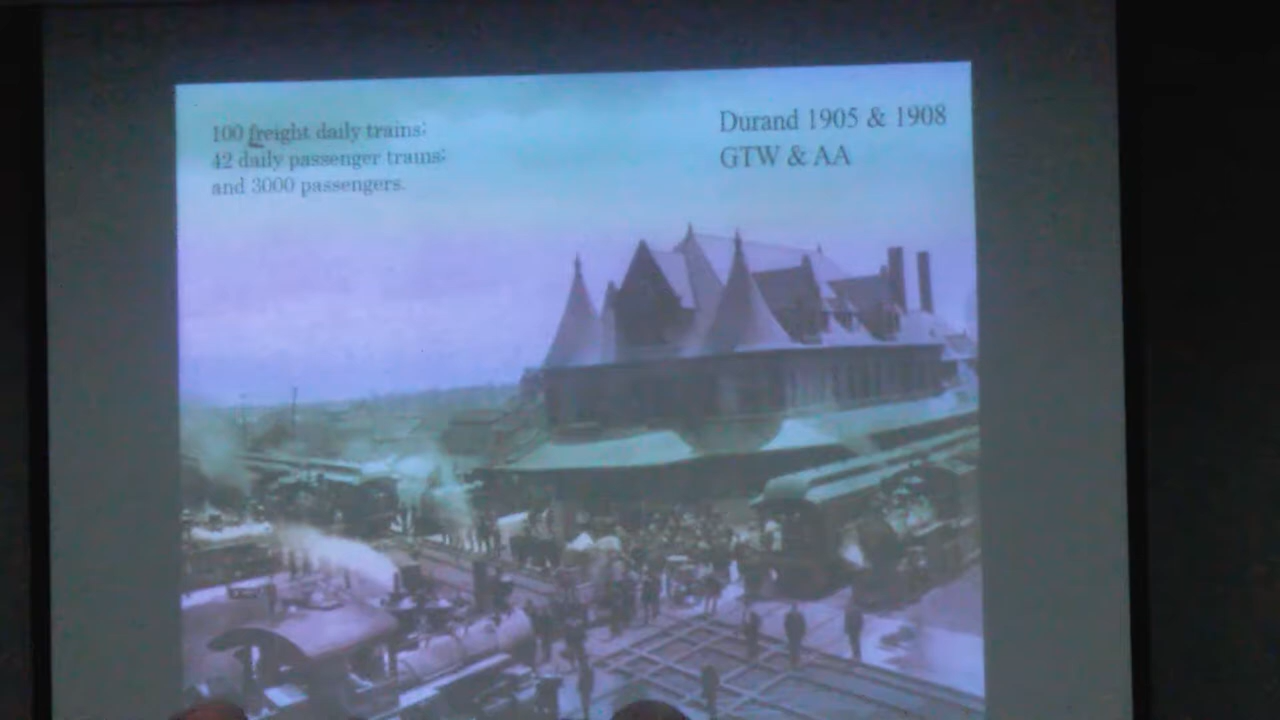 100 freight daily trains;
42 daily passenger trains;
and 3000 passengers.
Durand 1905 & 1908
GTW & AA